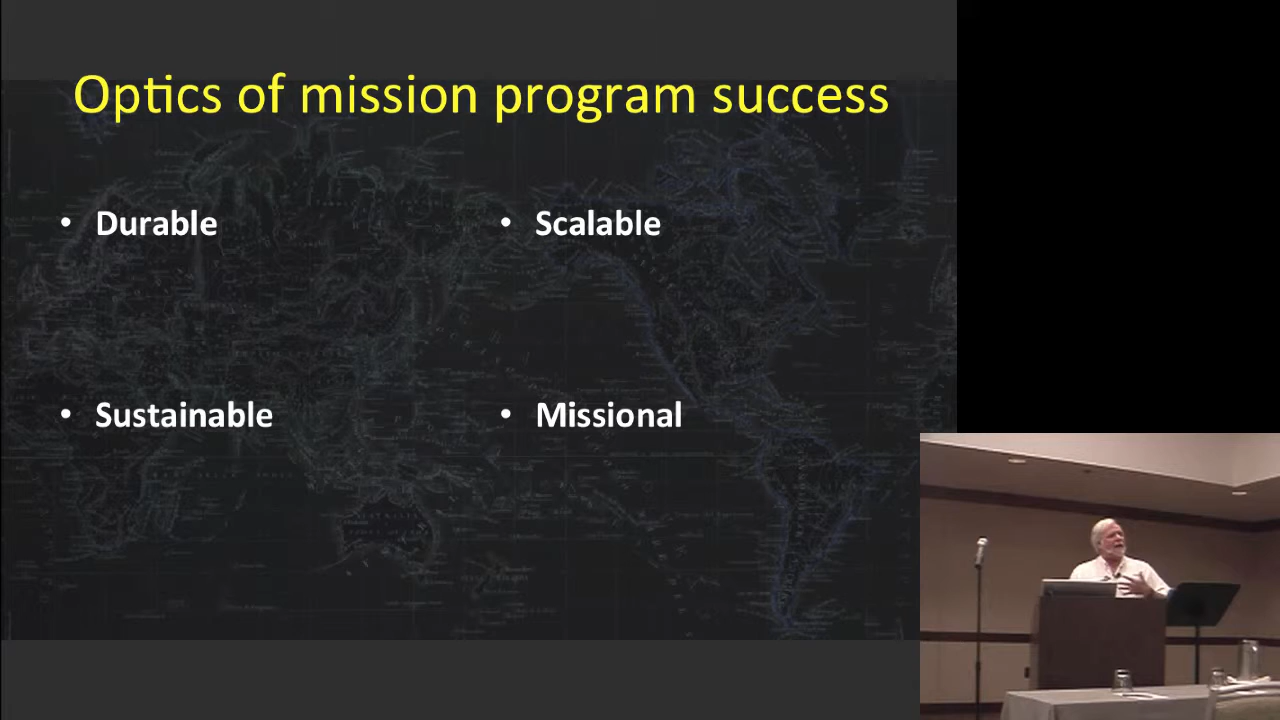 Optics of mission program success
• Durable
• Scalable
• Sustainable
• Missional